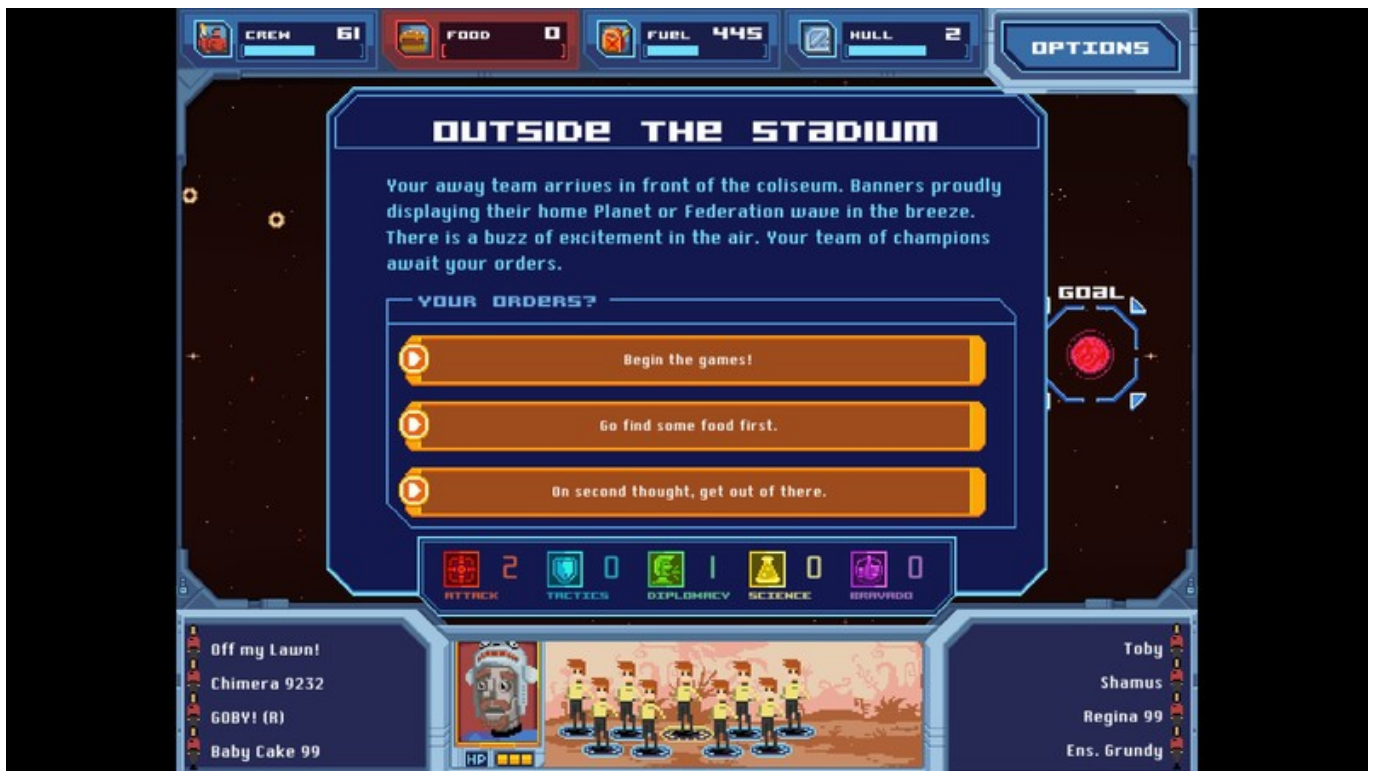 CREW 61
FOOD 0
FUEL 445
HULL 2
OPTIONS
OUTSIDE THE STADIUM
Your away team arrives in front of the coliseum. Banners proudly
displaying their home Planet or Federation wave in the breeze.
There is a buzz of excitement in the air. Your team of champions
await your orders.
YOUR ORDERS?
GOAL
Begin the games!
Go find some food first.
On second thought, get out of there.
2 0 1 0 0
ATTACK TACTICS DIPLOMACY SCIENCE BRAVADO
Off my Lawn!
Chimera 9232
GOBY! (R)
Baby Cake 99
HP
Toby
Shamus
Regina 99
Ens. Grundy